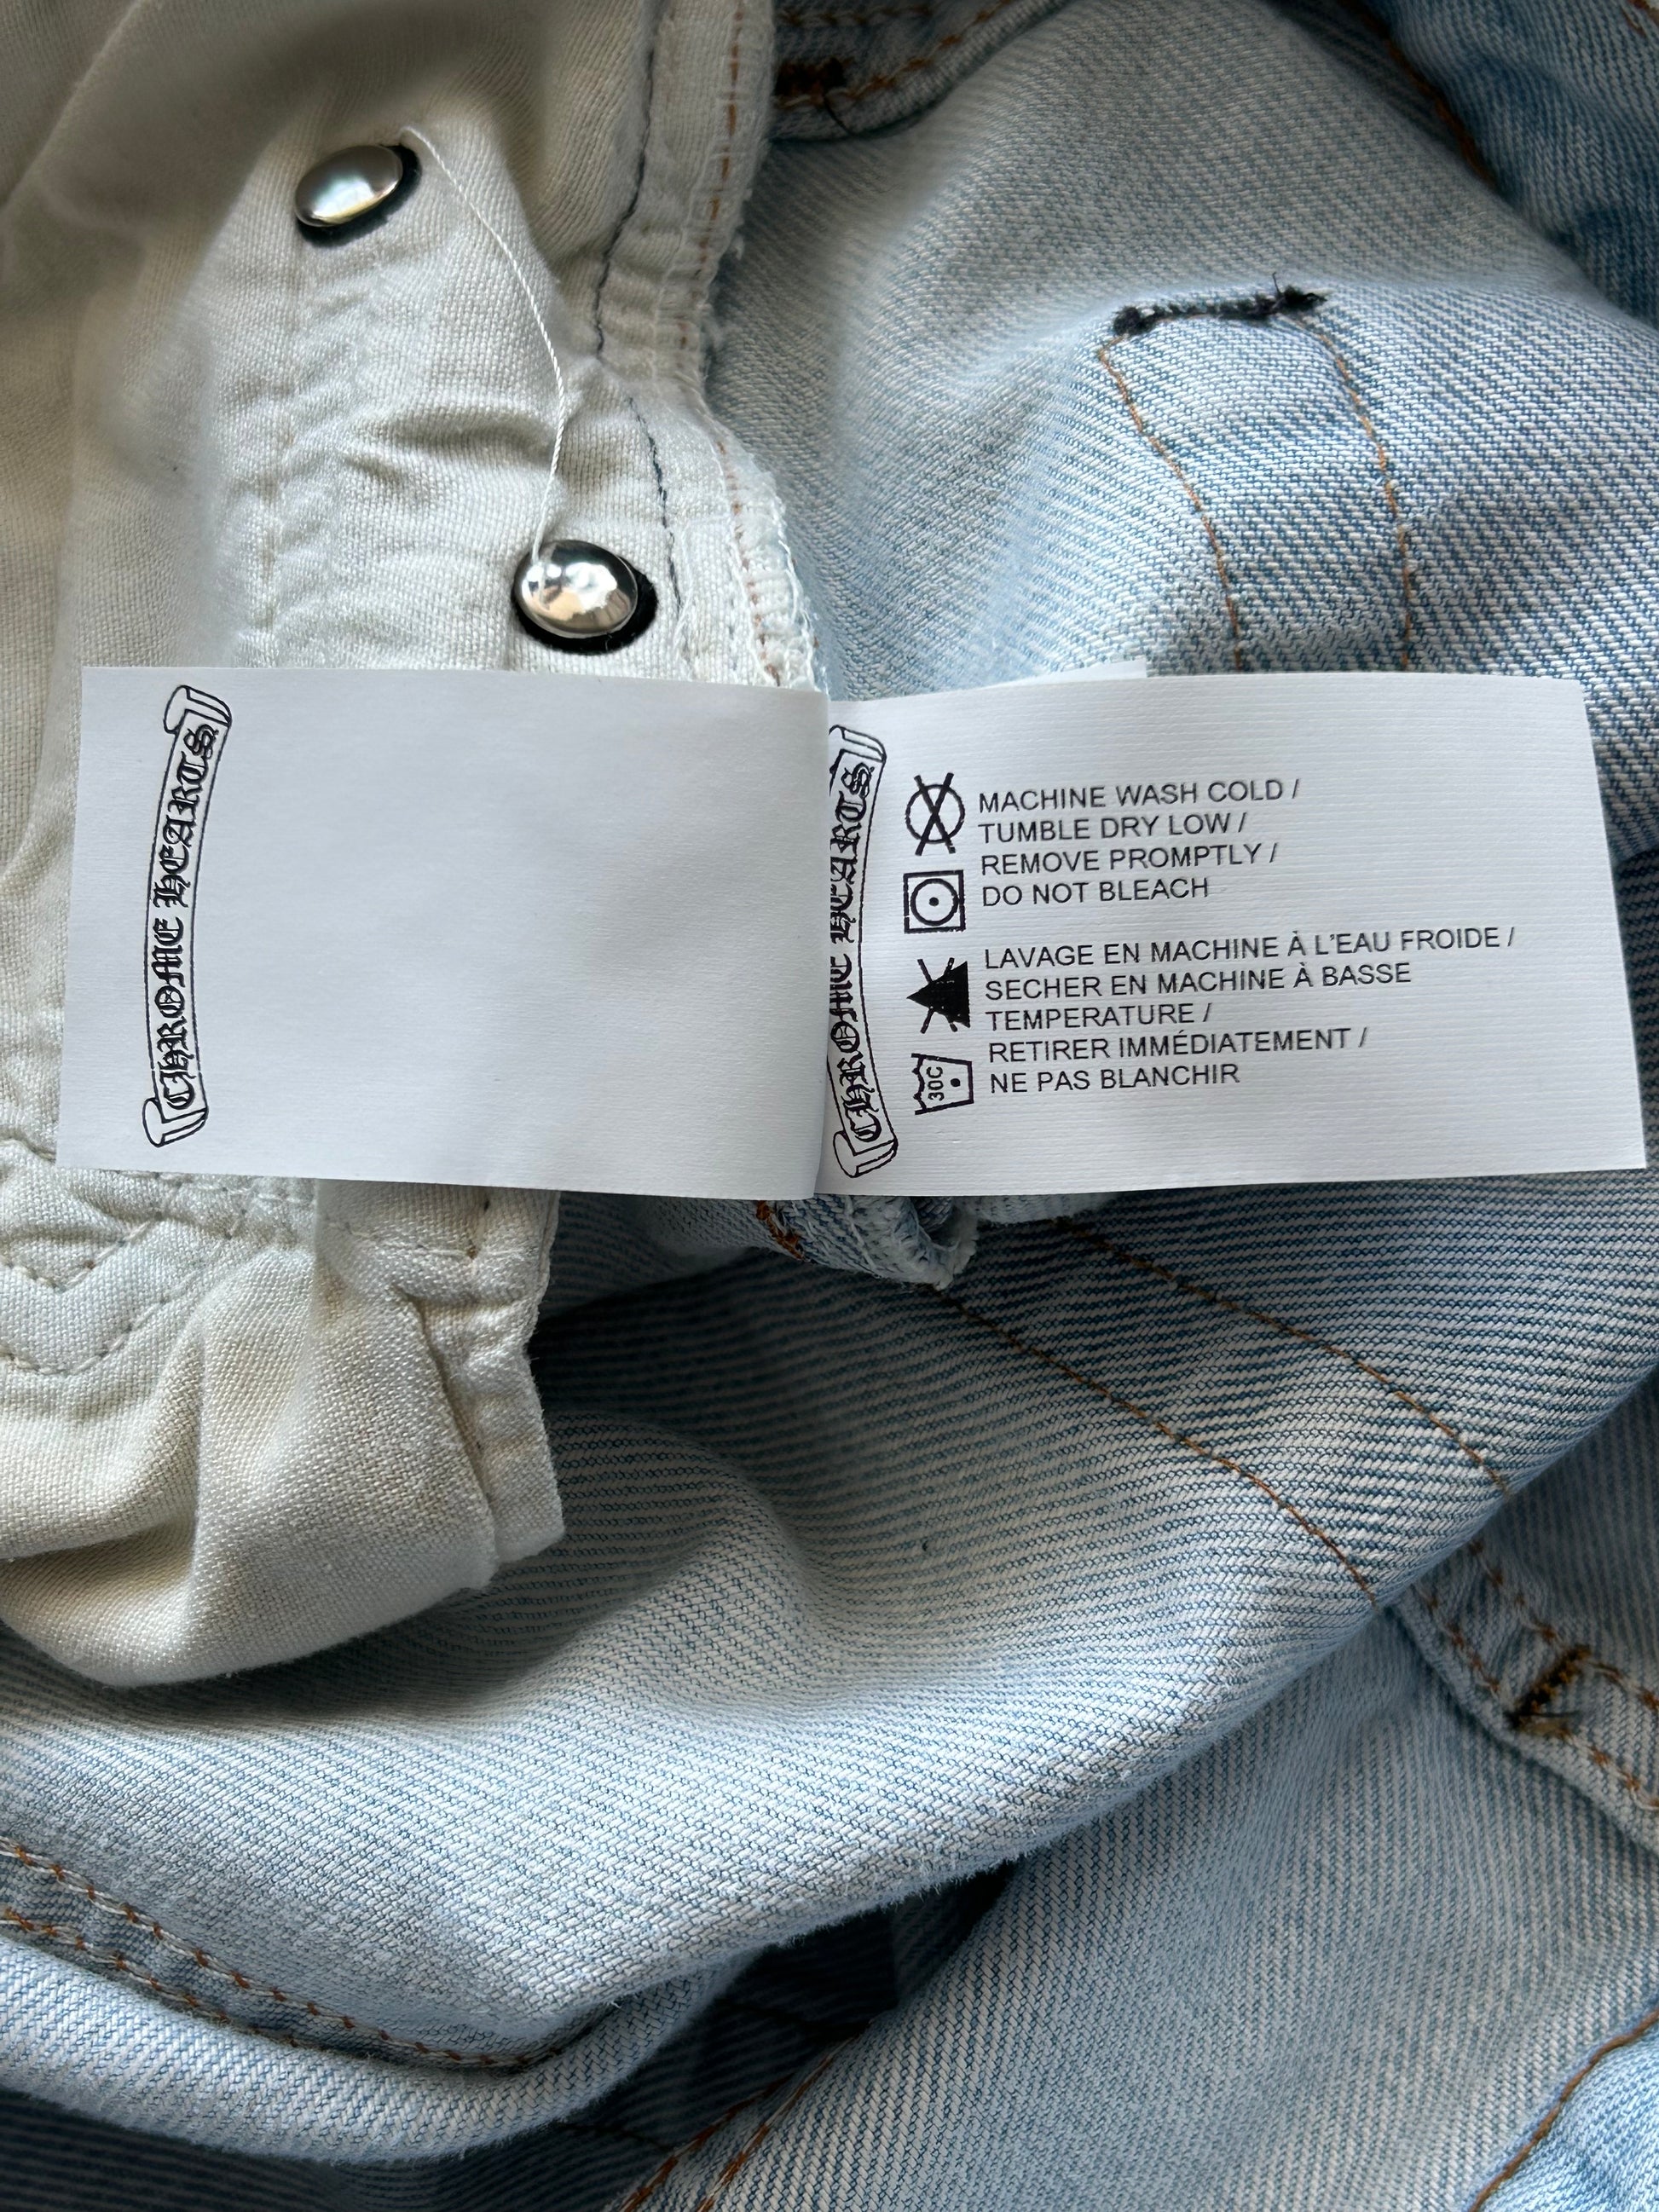 CHROME HEARTS
CHROME HEARTS
MACHINE WASH COLD /
TUMBLE DRY LOW /
REMOVE PROMPTLY /
DO NOT BLEACH
LAVAGE EN MACHINE À L'EAU FROIDE /
SECHER EN MACHINE À BASSE
TEMPERATURE /
RETIRER IMMÉDIATEMENT /
NE PAS BLANCHIR
30C